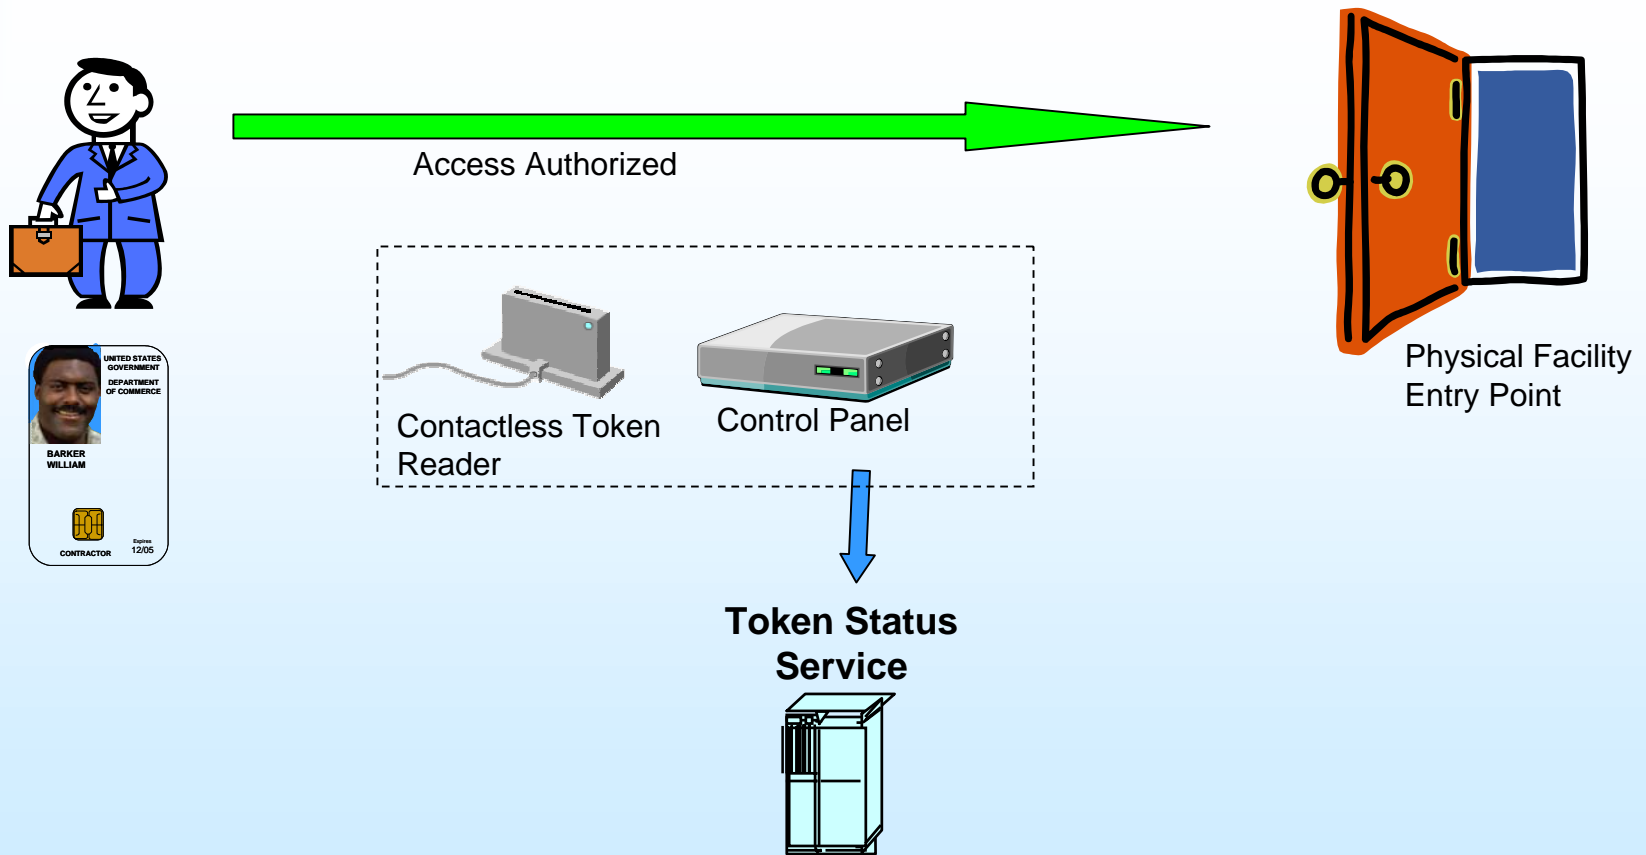 Access Authorized
Contactless Token
Reader
Control Panel
Physical Facility
Entry Point
UNITED STATES
GOVERNMENT
DEPARTMENT
OF COMMERCE
BARKER
WILLIAM
CONTRACTOR
Expires
12/05
Token Status
Service